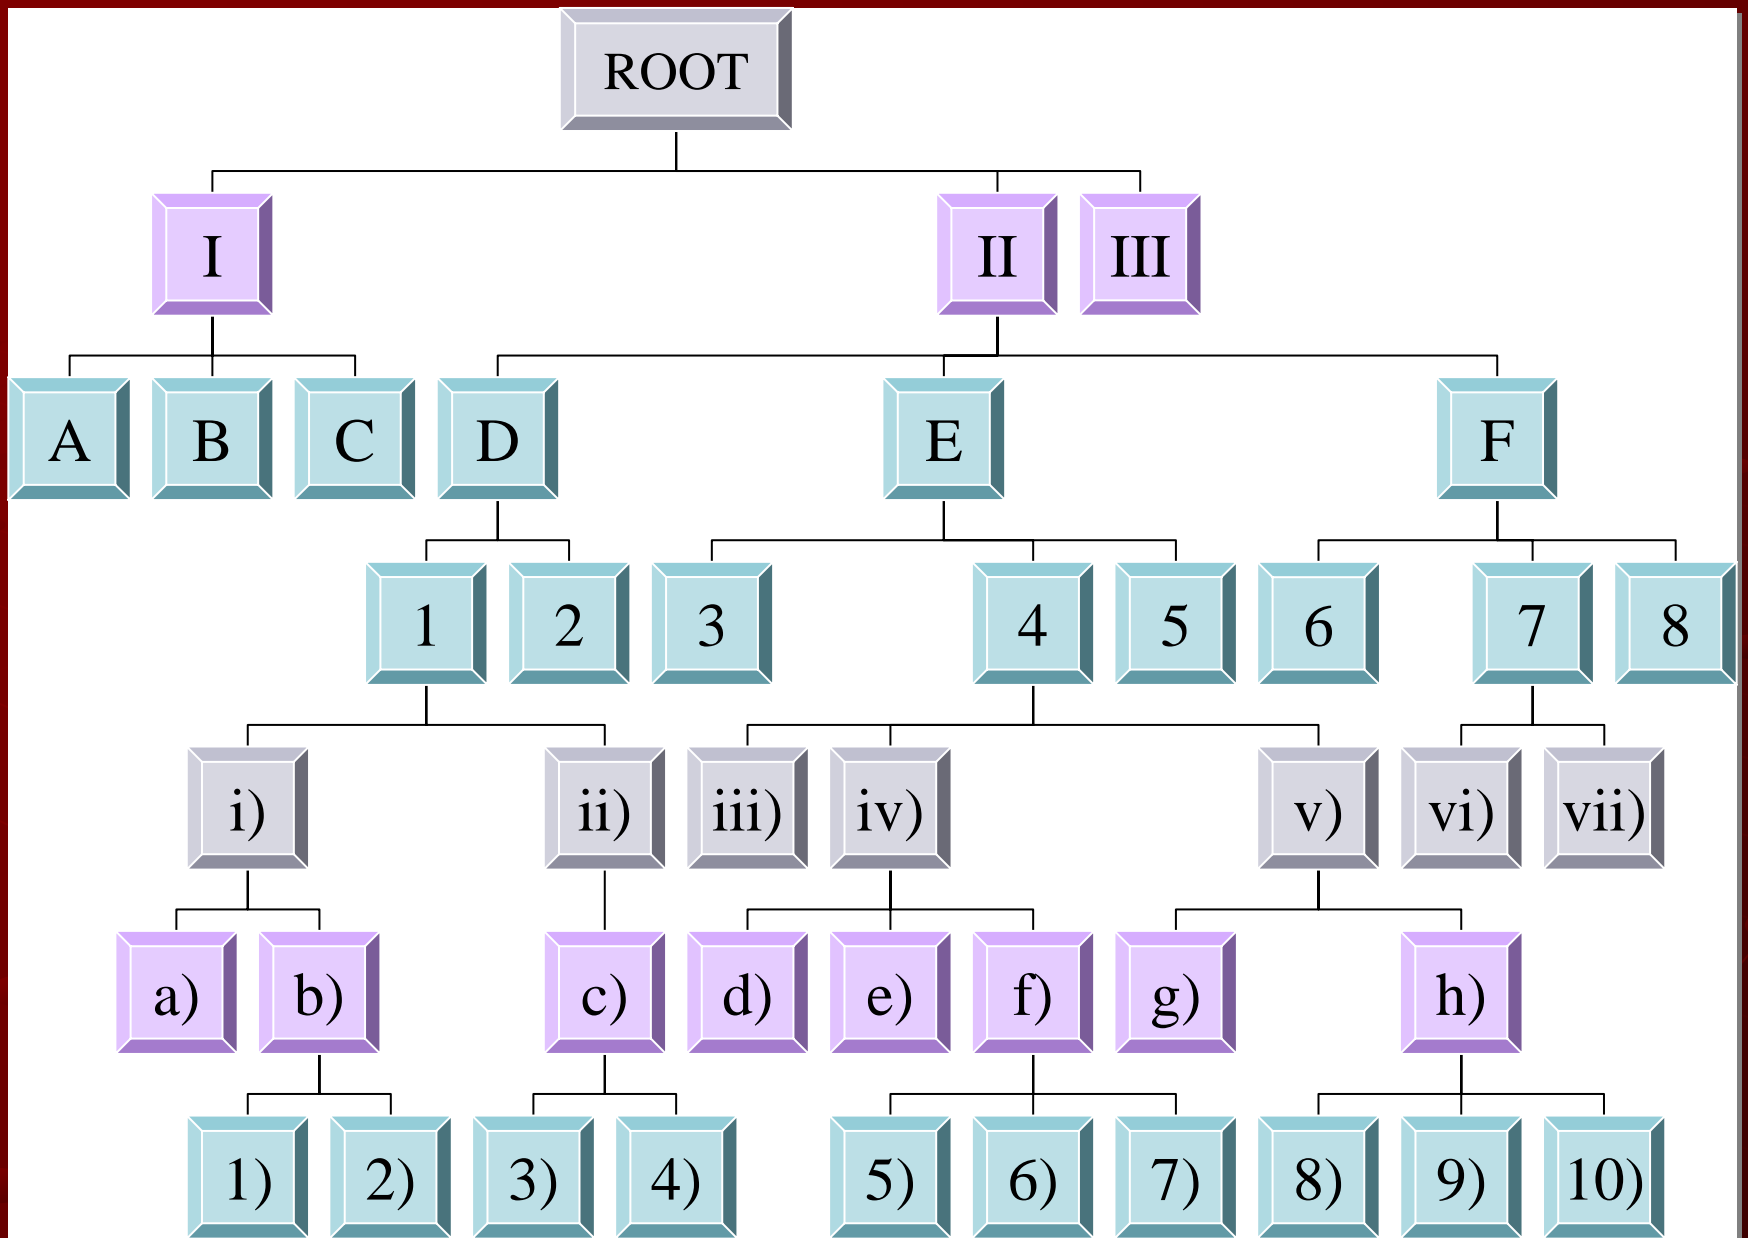 ROOT
I II III
A B C D E F
1 2 3 4 5 6 7 8
i) ii) iii) iv) v) vi) vii)
a) b) c) d) e) f) g) h)
1) 2) 3) 4) 5) 6) 7) 8) 9) 10)